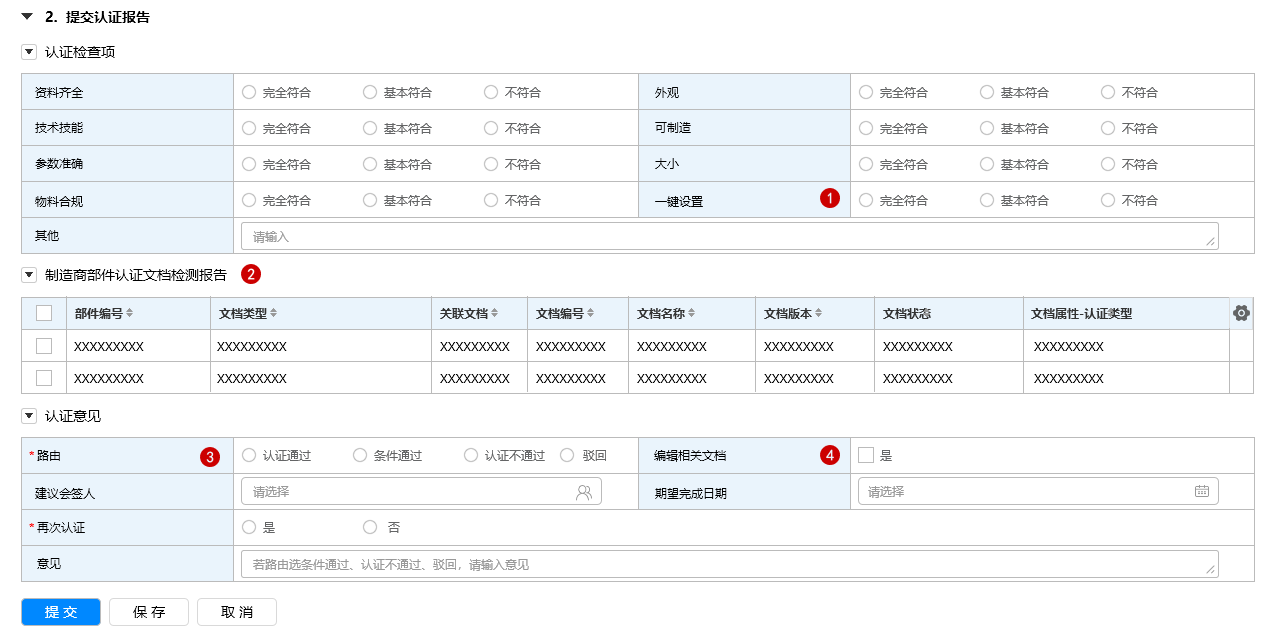 2. 提交认证报告
认证检查项
资料齐全 完全符合 基本符合 不符合 外观 完全符合 基本符合 不符合
技术技能 完全符合 基本符合 不符合 可制造 完全符合 基本符合 不符合
参数准确 完全符合 基本符合 不符合 大小 完全符合 基本符合 不符合
物料合规 完全符合 基本符合 不符合 一键设置 1 完全符合 基本符合 不符合
其他 请输入
制造商部件认证文档检测报告 2
部件编号 文档类型 关联文档 文档编号 文档名称 文档版本 文档状态 文档属性-认证类型
XXXXXXXXX XXXXXXXXX XXXXXXXXX XXXXXXXXX XXXXXXXXX XXXXXXXXX XXXXXXXXX XXXXXXXXX
XXXXXXXXX XXXXXXXXX XXXXXXXXX XXXXXXXXX XXXXXXXXX XXXXXXXXX XXXXXXXXX XXXXXXXXX
认证意见
*路由 3 认证通过 条件通过 认证不通过 驳回 编辑相关文档 4 是
建议会签人 请选择 期望完成日期 请选择
*再次认证 是 否
意见 若路由选条件通过、认证不通过、驳回，请输入意见
提交 保存 取消